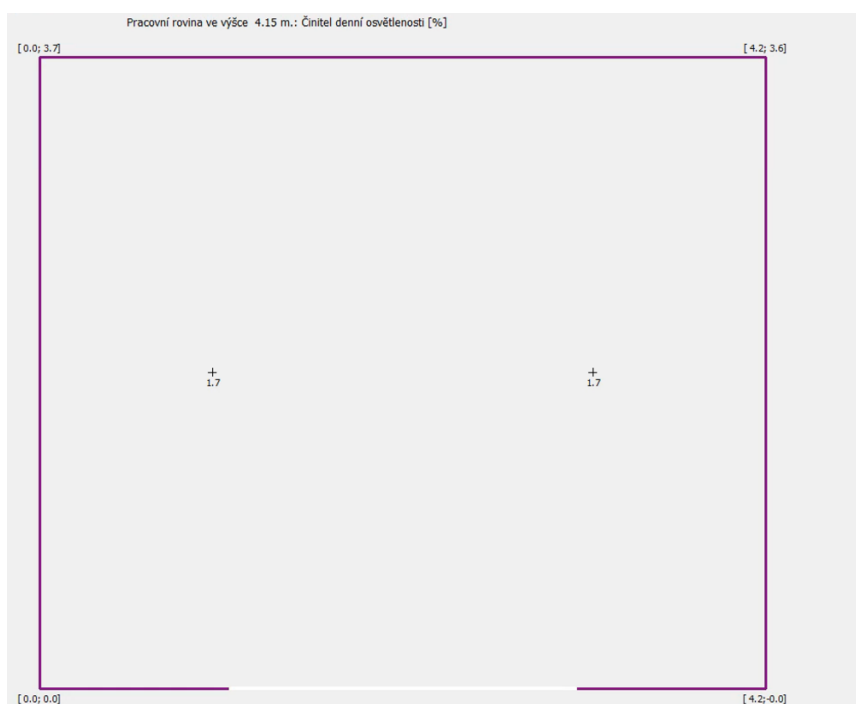 Pracovní rovina ve výšce  4.15 m.: Činitel denní osvětlenosti [%]
[ 0.0; 3.7] [ 4.2; 3.6]
1.7 1.7
[ 0.0; 0.0] [ 4.2;-0.0]